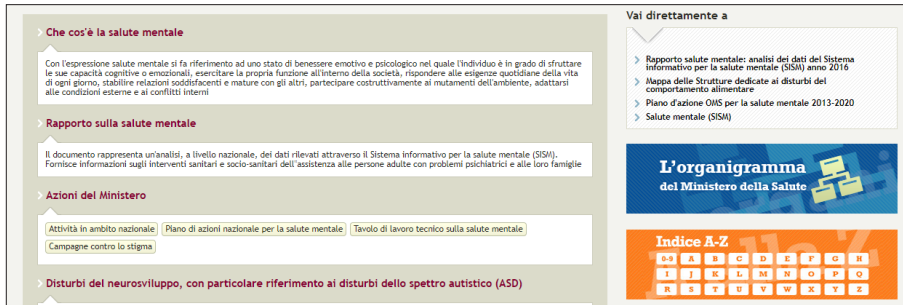 Che cos'è la salute mentale
Con l'espressione salute mentale si fa riferimento ad uno stato di benessere emotivo e psicologico nel quale l'individuo è in grado di sfruttare
le sue capacità cognitive o emozionali, esercitare la propria funzione all'interno della società, rispondere alle esigenze quotidiane della vita
di ogni giorno, stabilire relazioni soddisfacenti e mature con gli altri, partecipare costruttivamente ai mutamenti dell'ambiente, adattarsi
alle condizioni esterne e ai conflitti interni
Rapporto sulla salute mentale
Il documento rappresenta un'analisi, a livello nazionale, dei dati rilevati attraverso il Sistema informativo per la salute mentale (SISM).
Fornisce informazioni sugli interventi sanitari e socio-sanitari dell'assistenza alle persone adulte con problemi psichiatrici e alle loro famiglie
Azioni del Ministero
Attività in ambito nazionale Piano di azioni nazionale per la salute mentale Tavolo di lavoro tecnico sulla salute mentale
Campagne contro lo stigma
Disturbi del neurosviluppo, con particolare riferimento ai disturbi dello spettro autistico (ASD)
Vai direttamente a
Rapporto salute mentale: analisi dei dati del Sistema
informativo per la salute mentale (SISM) anno 2016
Mappa delle Strutture dedicate ai disturbi del
comportamento alimentare
Piano d'azione OMS per la salute mentale 2013-2020
Salute mentale (SISM)
L'organigramma
del Ministero della Salute
Indice A-Z
0-9 A B C D E F G H
I J K L M N O P Q
R S T U V W X Y Z